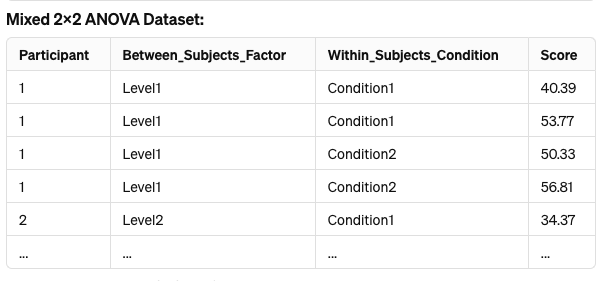 Mixed 2×2 ANOVA Dataset:
Participant Between_Subjects_Factor Within_Subjects_Condition Score
1 Level1 Condition1 40.39
1 Level1 Condition1 53.77
1 Level1 Condition2 50.33
1 Level1 Condition2 56.81
2 Level2 Condition1 34.37
... ... ... ...